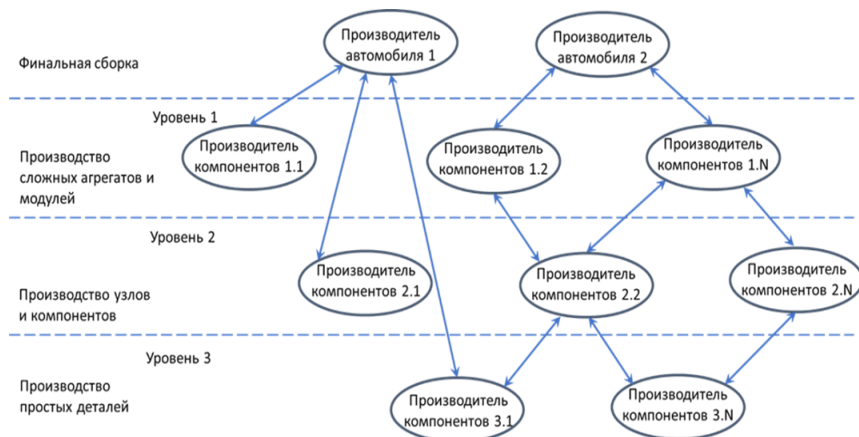 Производитель
автомобиля 1
Производитель
автомобиля 2
Финальная сборка
Уровень 1
Производство
сложных агрегатов и
модулей
Производитель
компонентов 1.1
Производитель
компонентов 1.2
Производитель
компонентов 1.N
Уровень 2
Производство узлов
и компонентов
Производитель
компонентов 2.1
Производитель
компонентов 2.2
Производитель
компонентов 2.N
Уровень 3
Производство
простых деталей
Производитель
компонентов 3.1
Производитель
компонентов 3.N